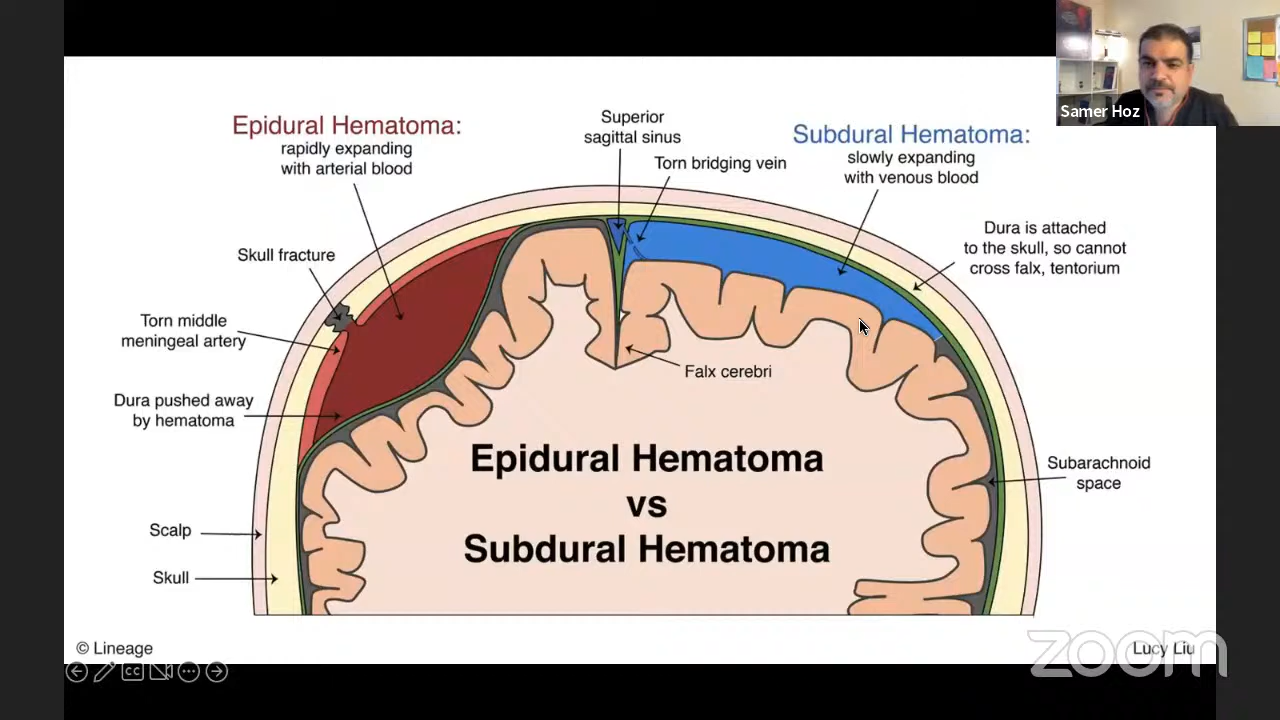 Samer Hoz
Epidural Hematoma:
rapidly expanding
with arterial blood
Superior
sagittal sinus
Torn bridging vein
Subdural Hematoma:
slowly expanding
with venous blood
Dura is attached
to the skull, so cannot
cross falx, tentorium
Skull fracture
Torn middle
meningeal artery
Dura pushed away
by hematoma
Falx cerebri
Epidural Hematoma
vs
Subdural Hematoma
Subarachnoid
space
Scalp
Skull
© Lineage
Lucy Liu
zoom
CC